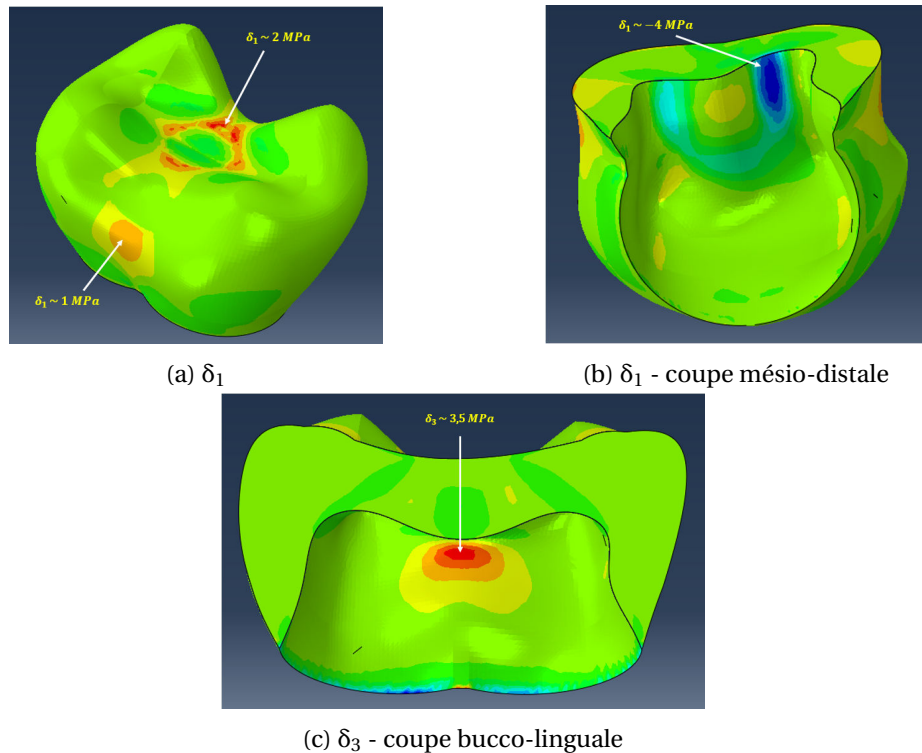 δ₁~2 MPa
δ₁~−4 MPa
δ₁~1 MPa
(a) δ₁
(b) δ₁ - coupe mésio-distale
δ₃~3,5 MPa
(c) δ₃ - coupe bucco-linguale